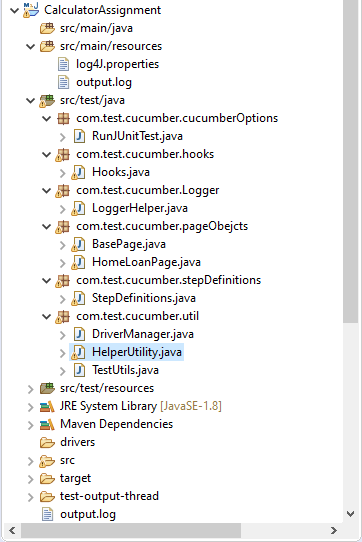 CalculatorAssignment
src/main/java
src/main/resources
log4J.properties
output.log
src/test/java
com.test.cucumber.cucumberOptions
RunJUnitTest.java
com.test.cucumber.hooks
Hooks.java
com.test.cucumber.Logger
LoggerHelper.java
com.test.cucumber.pageObejcts
BasePage.java
HomeLoanPage.java
com.test.cucumber.stepDefinitions
StepDefinitions.java
com.test.cucumber.util
DriverManager.java
HelperUtility.java
TestUtils.java
src/test/resources
JRE System Library [JavaSE-1.8]
Maven Dependencies
drivers
src
target
test-output-thread
output.log